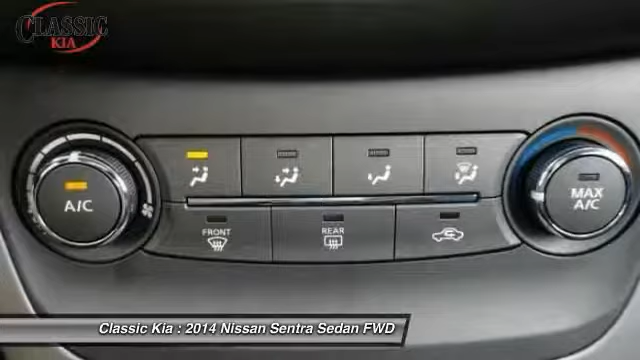 CLASSIC
KIA
A/C
FRONT
REAR
MAX
A/C
Classic Kia : 2014 Nissan Sentra Sedan FWD